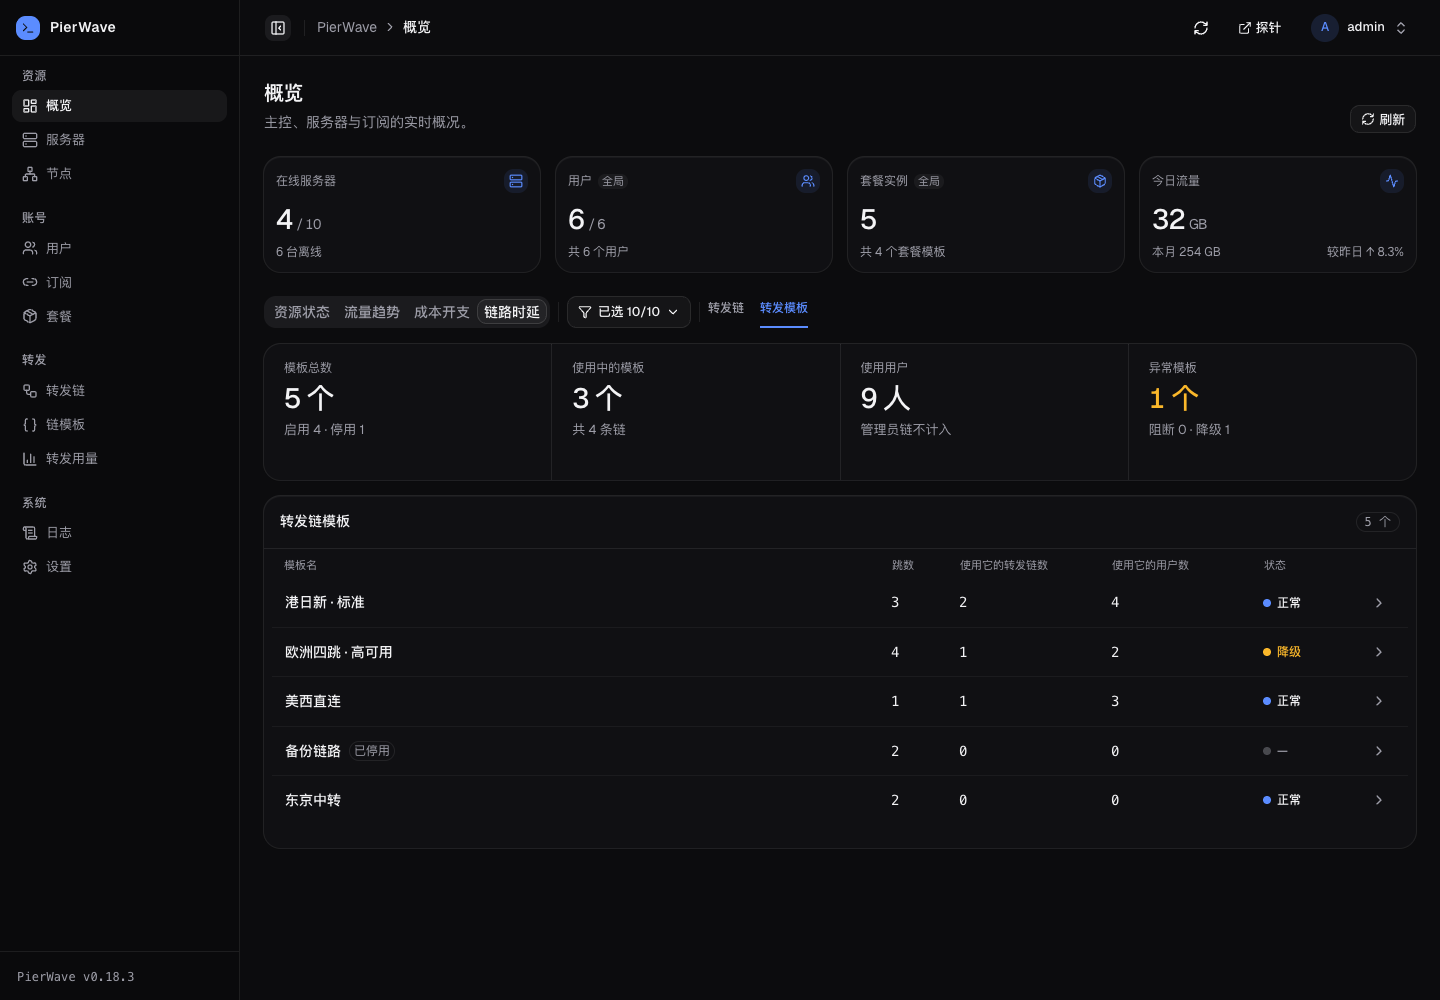 PierWave
PierWave > 概览
探针
A admin
资源
概览
服务器
节点
账号
用户
订阅
套餐
转发
转发链
链模板
转发用量
系统
日志
设置
PierWave v0.18.3
概览
主控、服务器与订阅的实时概况。
刷新
在线服务器
4 / 10
6 台离线
用户 全局
6 / 6
共 6 个用户
套餐实例 全局
5
共 4 个套餐模板
今日流量
32 GB
本月 254 GB 较昨日 ↑ 8.3%
资源状态 流量趋势 成本开支 链路时延 已选 10/10 转发链 转发模板
模板总数
5 个
启用 4 · 停用 1
使用中的模板
3 个
共 4 条链
使用用户
9 人
管理员链不计入
异常模板
1 个
阻断 0 · 降级 1
转发链模板 5 个
模板名 跳数 使用它的转发链数 使用它的用户数 状态
港日新 · 标准 3 2 4 正常
欧洲四跳 · 高可用 4 1 2 降级
美西直连 1 1 3 正常
备份链路 已停用 2 0 0 —
东京中转 2 0 0 正常